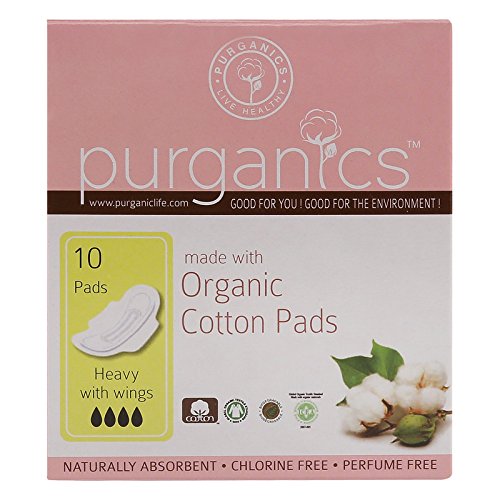 PURGANICS
LIVE HEALTHY
purganics™
www.purganiclife.com
GOOD FOR YOU ! GOOD FOR THE ENVIRONMENT !
10
Pads
made with
Organic
Cotton Pads
Heavy
with wings
COTTON
NATURALLY ABSORBENT • CHLORINE FREE • PERFUME FREE